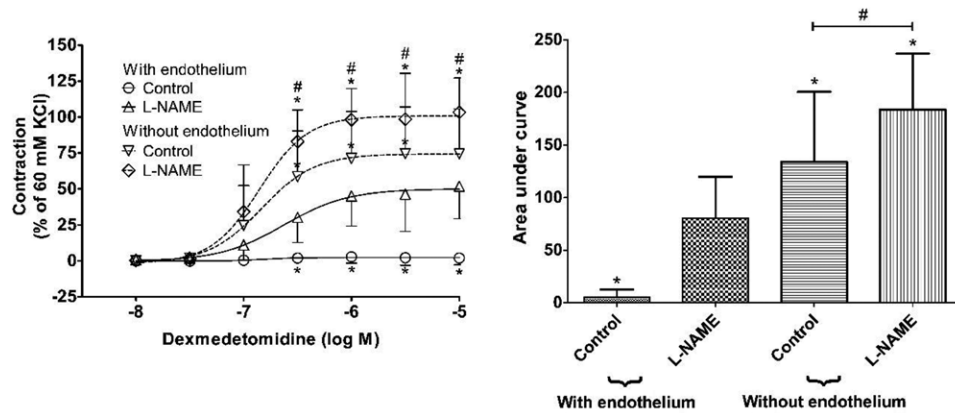 150
125
100
75
50
25
0
-25
Contraction
(% of 60 mM KCl)
With endothelium
Control
L-NAME
Without endothelium
Control
L-NAME
# # # #
* * * *
* * *
* * * *
-8 -7 -6 -5
Dexmedetomidine (log M)
250
200
150
100
50
0
Area under curve
#
* * *
Control L-NAME Control L-NAME
With endothelium Without endothelium